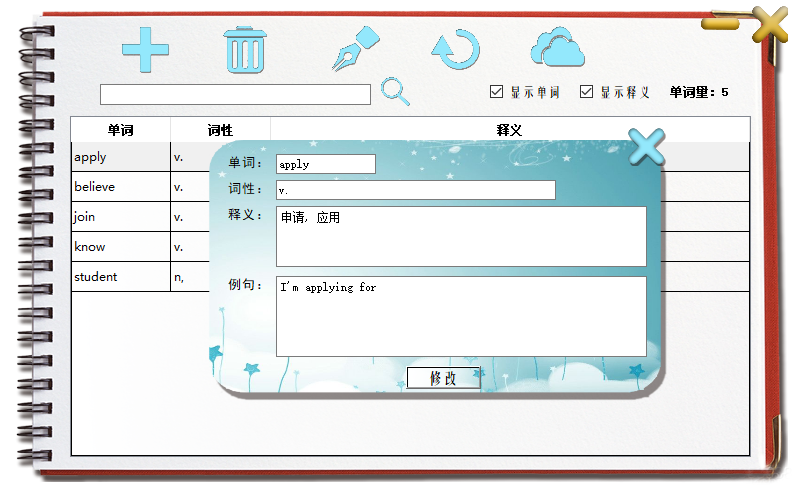 显示单词 显示释义 单词量：5
单词 词性 释义
apply v.
believe v.
join v.
know v.
student n,
单词： apply
词性： v.
释义： 申请, 应用
例句： I'm applying for
修改